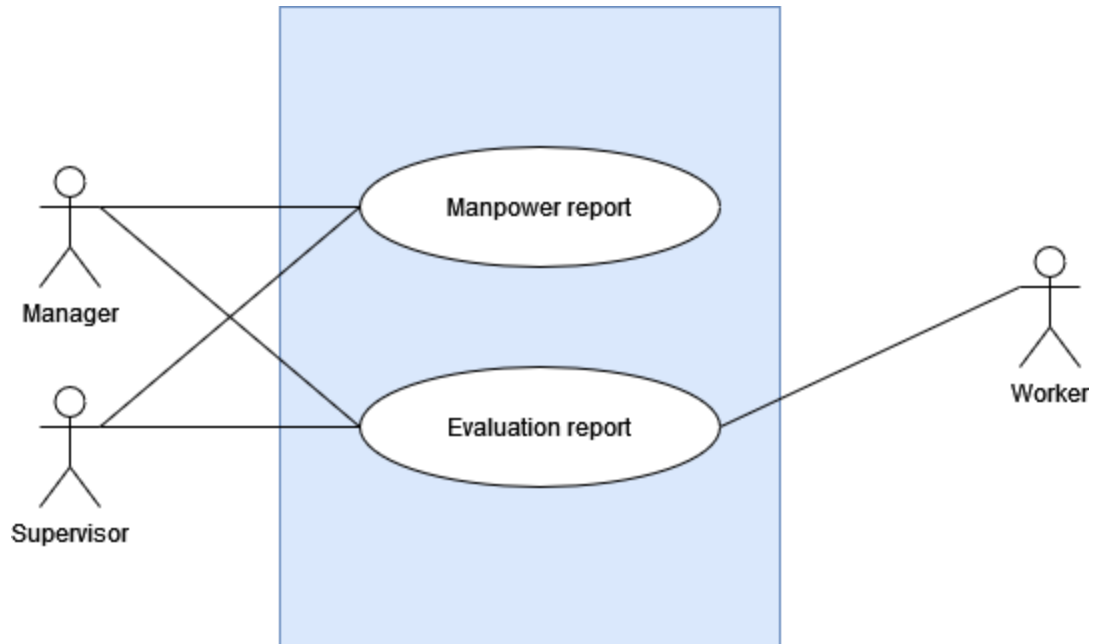 Manpower report
Manager
Worker
Evaluation report
Supervisor